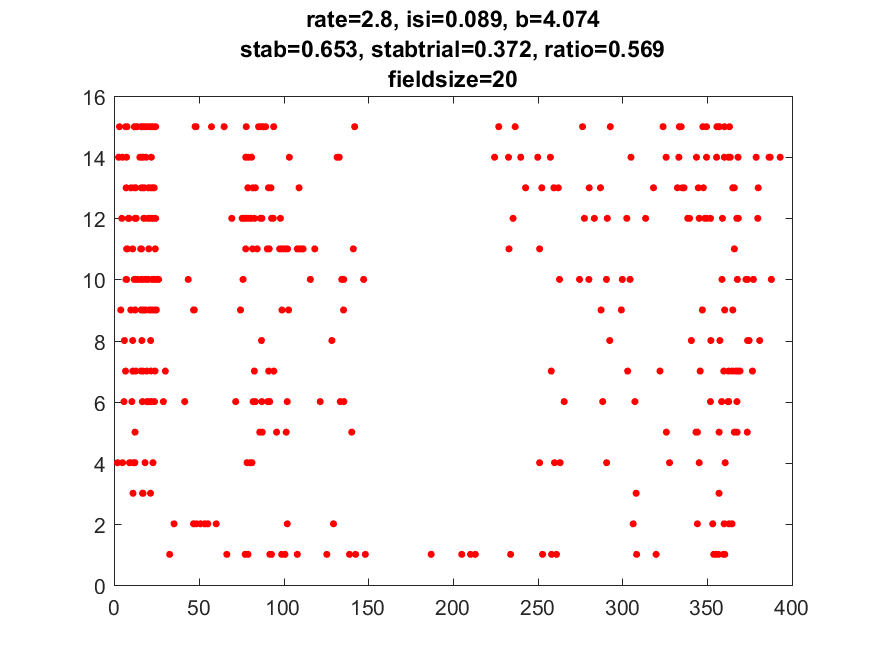 rate=2.8, isi=0.089, b=4.074
stab=0.653, stabtrial=0.372, ratio=0.569
fieldsize=20
16
14
12
10
8
6
4
2
0
0 50 100 150 200 250 300 350 400